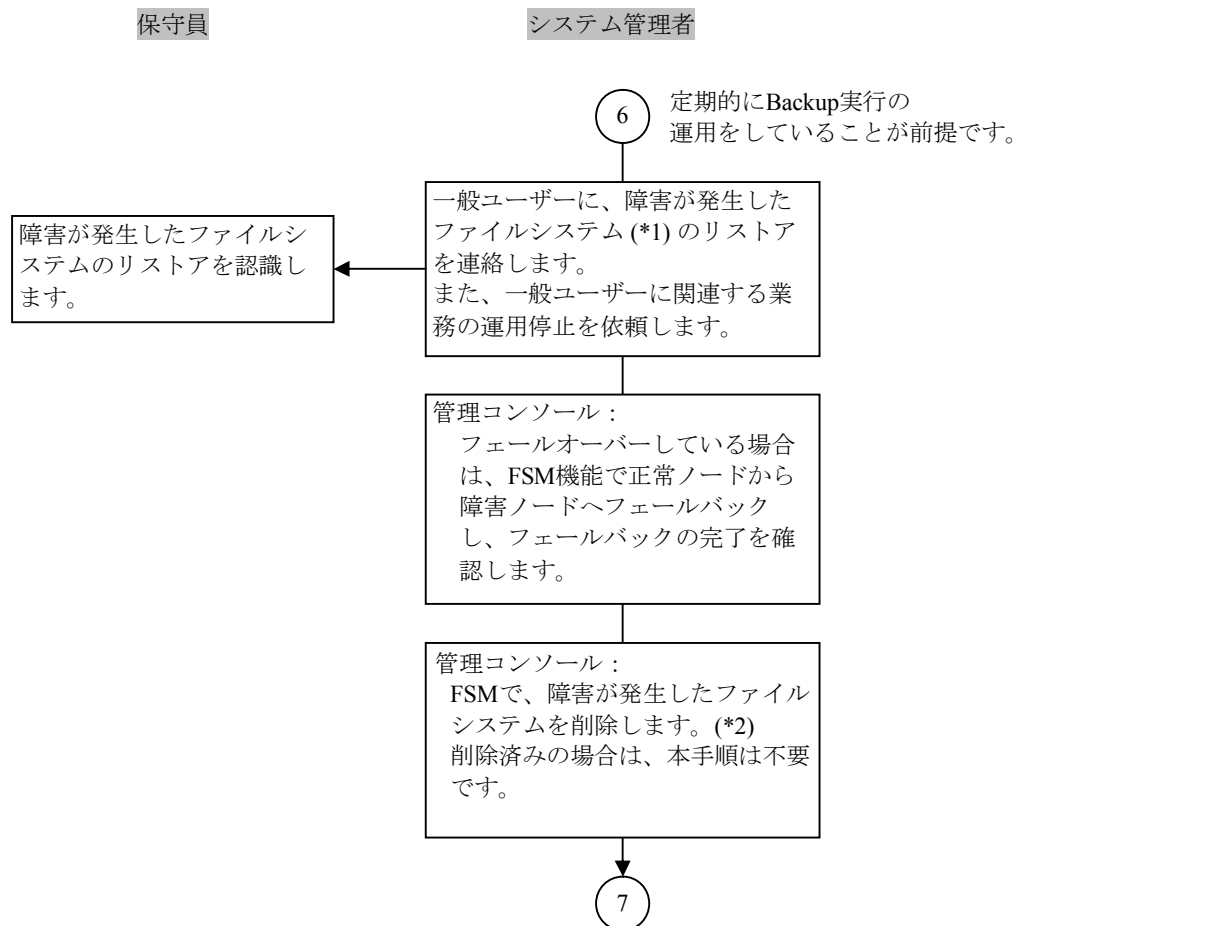 保守員
システム管理者
6
定期的にBackup実行の
運用をしていることが前提です。
一般ユーザーに、障害が発生した
ファイルシステム (*1) のリストア
を連絡します。
また、一般ユーザーに関連する業
務の運用停止を依頼します。
障害が発生したファイルシ
ステムのリストアを認識し
ます。
管理コンソール：
フェールオーバーしている場合
は、FSM機能で正常ノードから
障害ノードへフェールバック
し、フェールバックの完了を確
認します。
管理コンソール：
FSMで、障害が発生したファイル
システムを削除します。(*2)
削除済みの場合は、本手順は不要
です。
7